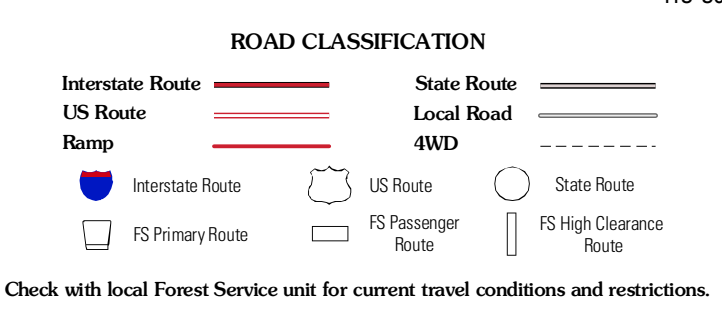 ROAD CLASSIFICATION
Interstate Route
State Route
US Route
Local Road
Ramp
4WD
Interstate Route
US Route
State Route
FS Primary Route
FS Passenger
Route
FS High Clearance
Route
Check with local Forest Service unit for current travel conditions and restrictions.